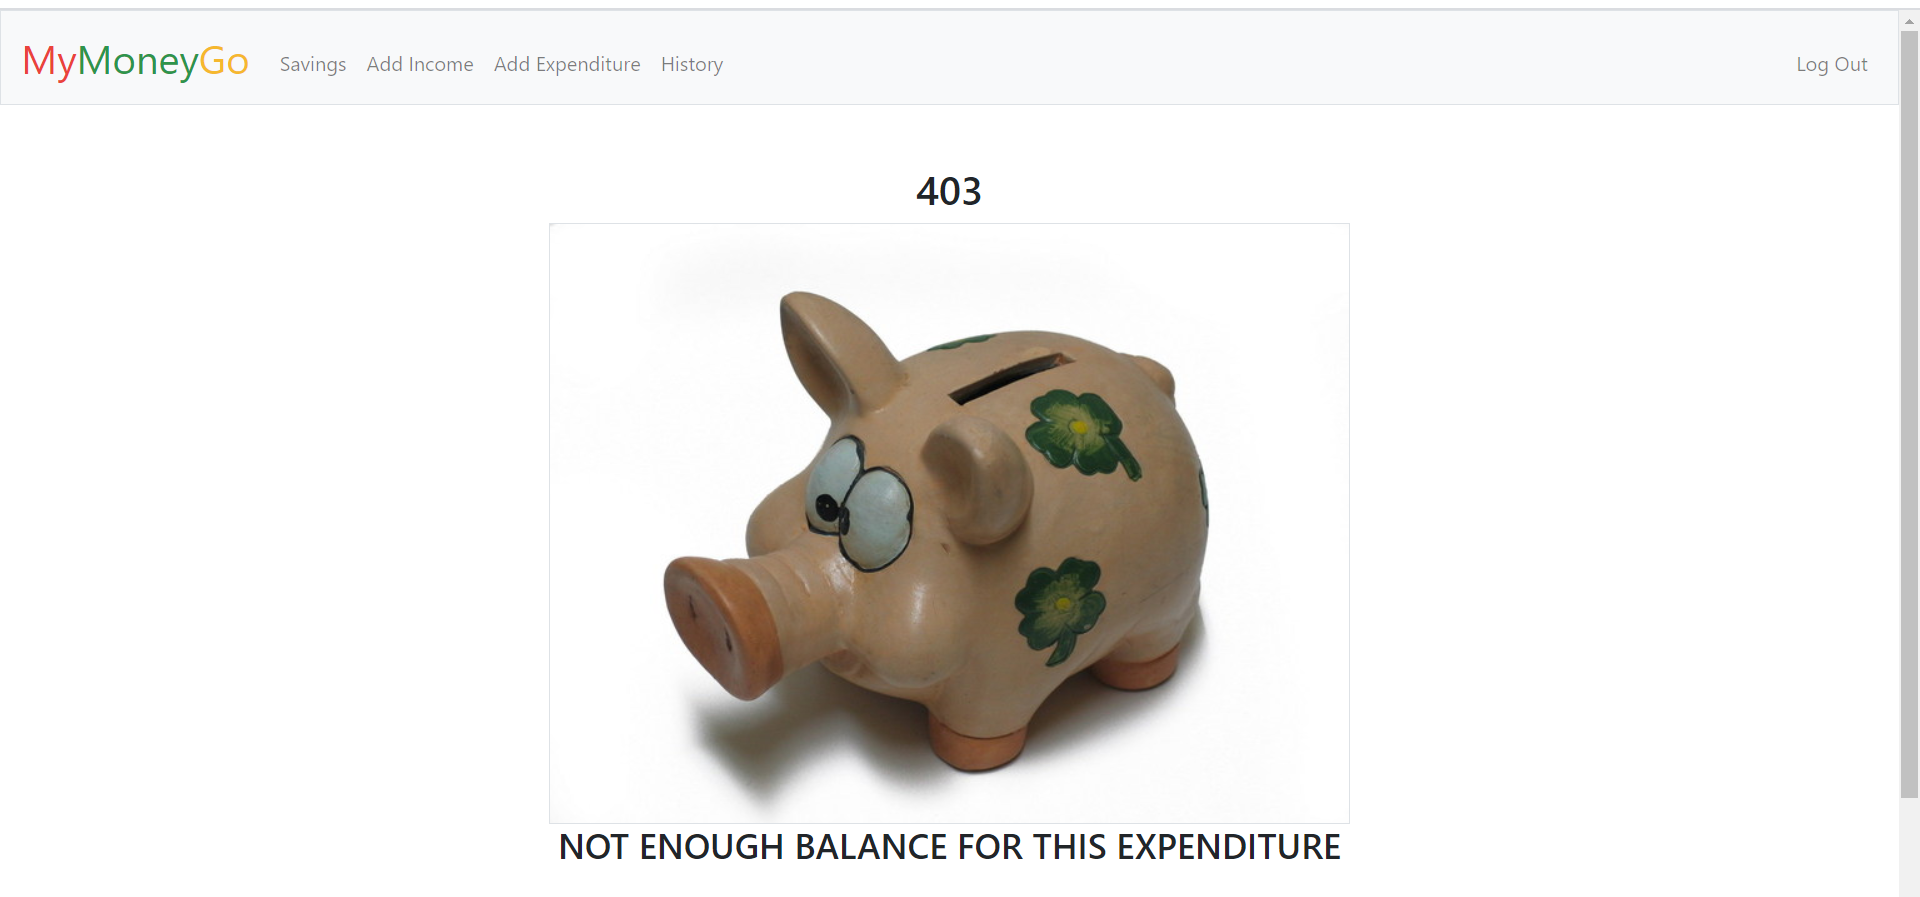 MyMoneyGo Savings Add Income Add Expenditure History Log Out
403
NOT ENOUGH BALANCE FOR THIS EXPENDITURE